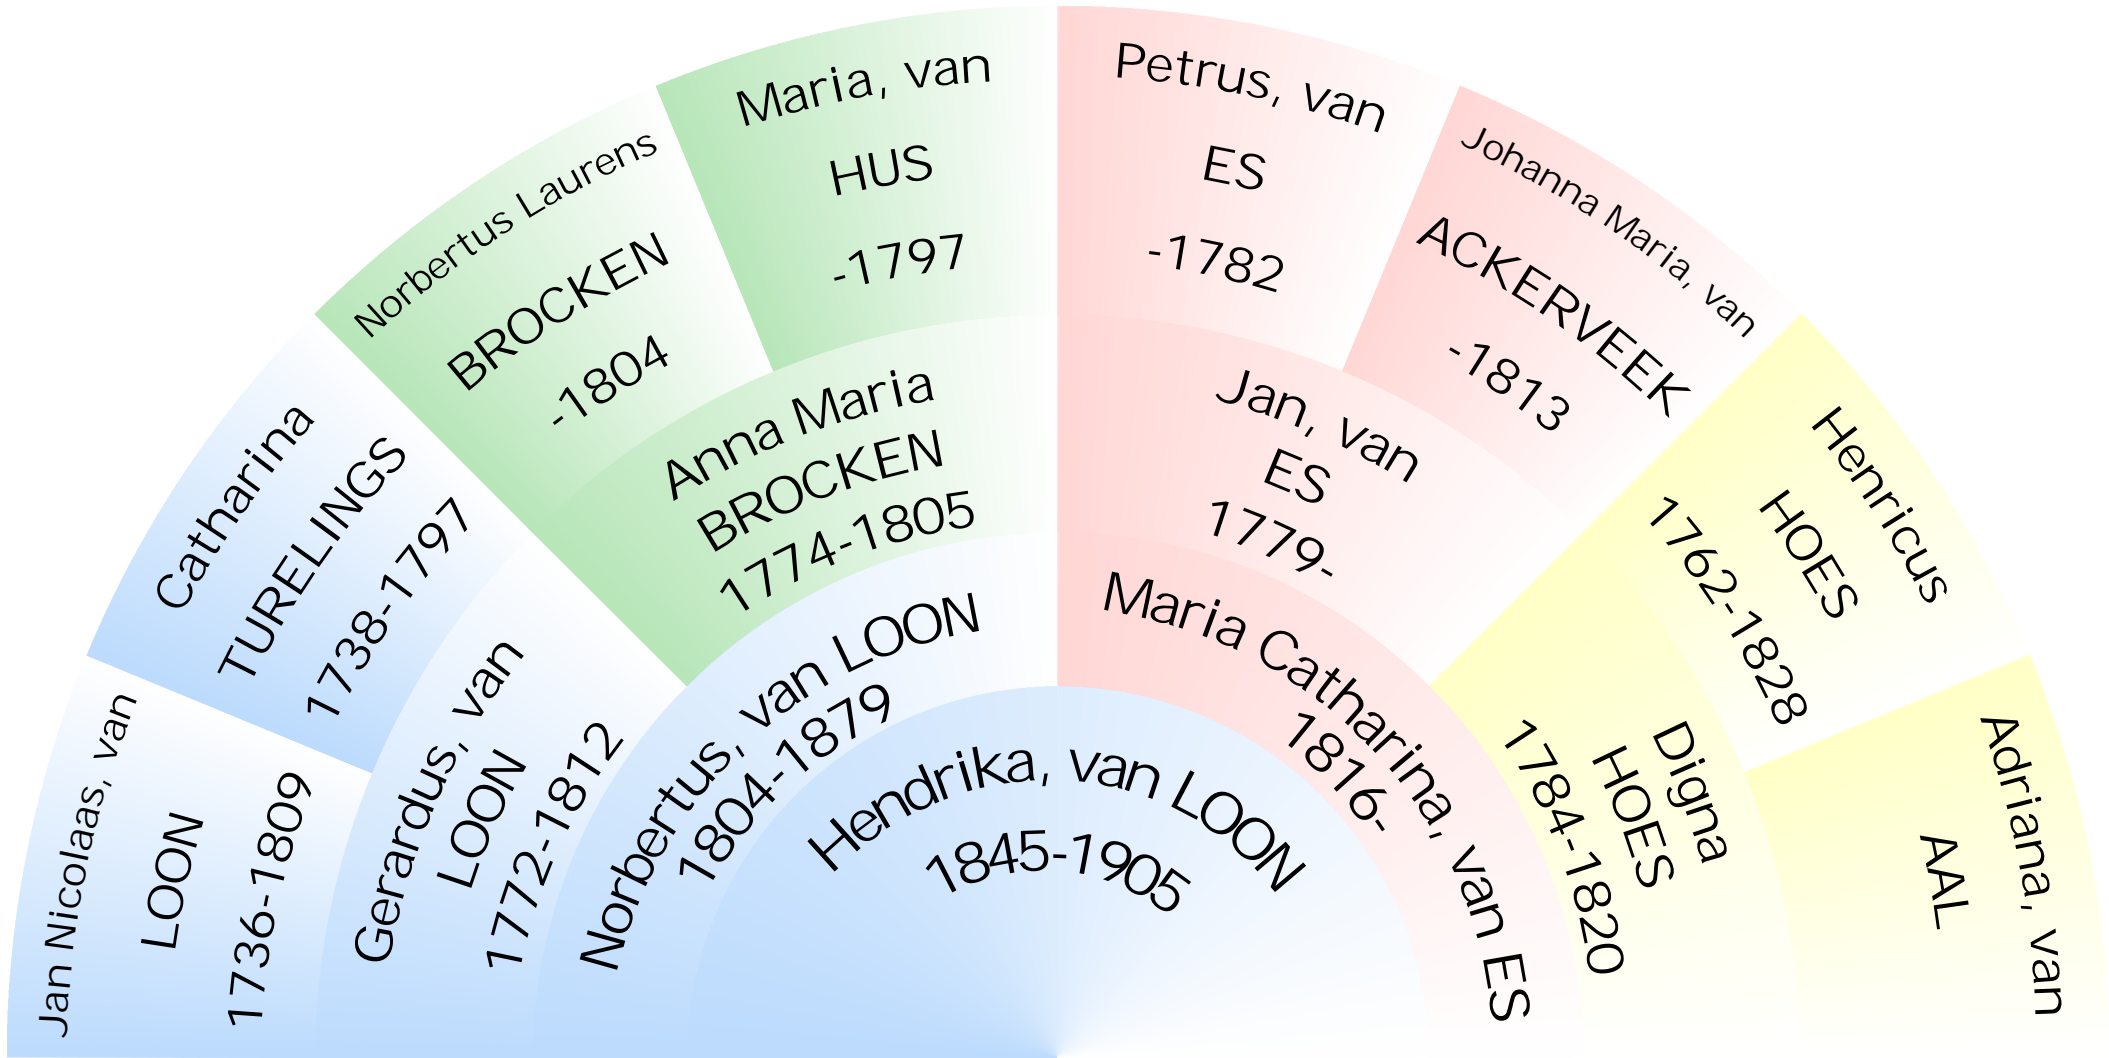 Jan Nicolaas, van
LOON
1736-1809
Catharina
TURELINGS
1738-1797
Norbertus Laurens
BROCKEN
-1804
Maria, van
HUS
-1797
Petrus, van
ES
-1782
Johanna Maria, van
ACKERVEEK
-1813
Henricus
HOES
1762-1828
Adriana, van
AAL
Gerardus, van
LOON
1772-1812
Anna Maria
BROCKEN
1774-1805
Jan, van
ES
1779-
Digna
HOES
1784-1820
Norbertus, van LOON
1804-1879
Maria Catharina, van ES
1816-
Hendrika, van LOON
1845-1905